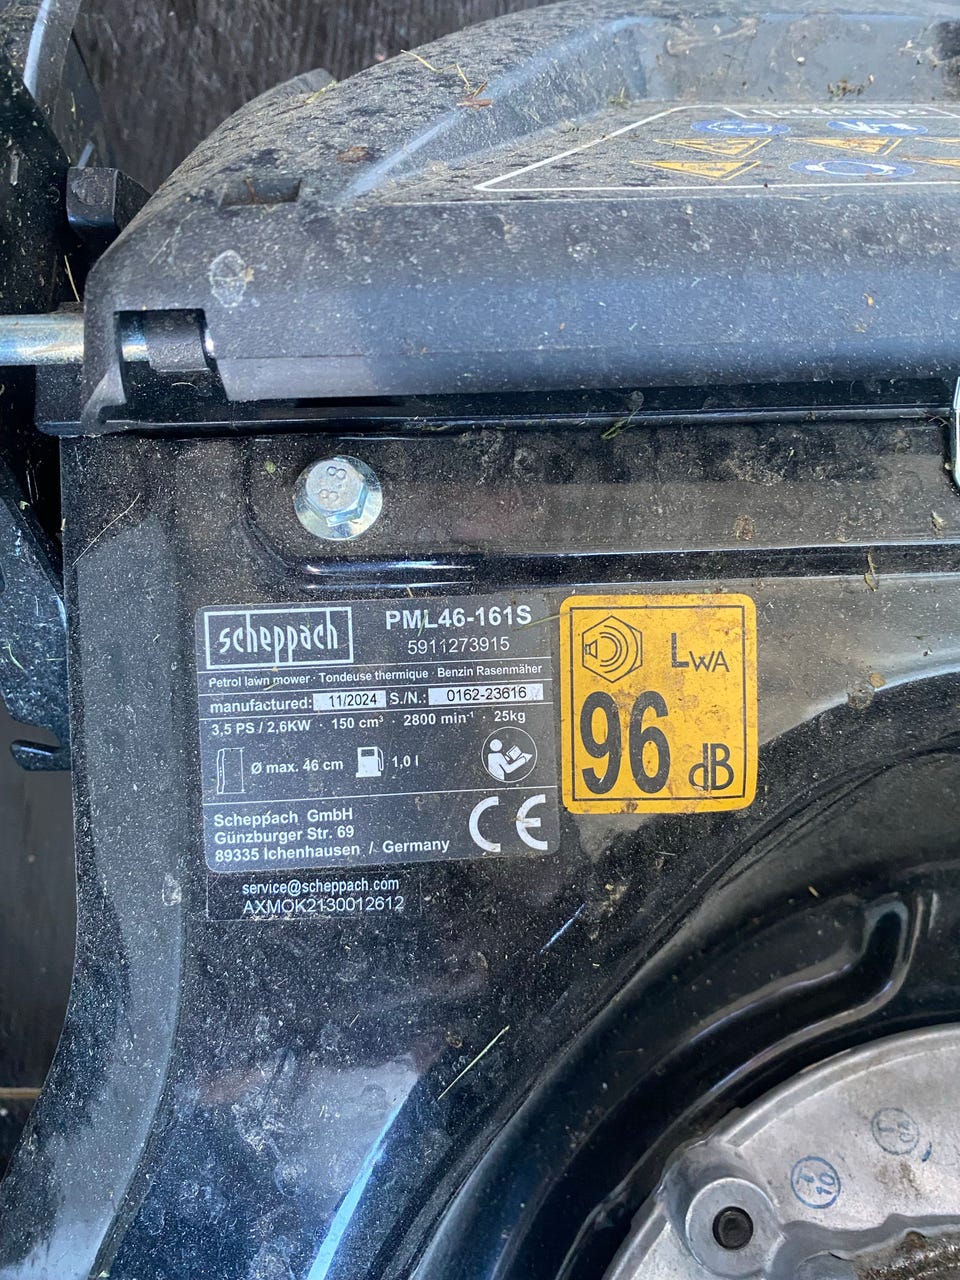 8.8
scheppach
PML46-161S
5911273915
Petrol lawn mower · Tondeuse thermique · Benzin Rasenmäher
manufactured: 11/2024 S./N.: 0162-23616
3,5 PS / 2,6KW · 150 cm³ · 2800 min⁻¹ · 25kg
Ø max. 46 cm 1,0 l
Scheppach GmbH
Günzburger Str. 69
89335 Ichenhausen / Germany
CE
service@scheppach.com
AXMOK2130012612
LWA
96
dB